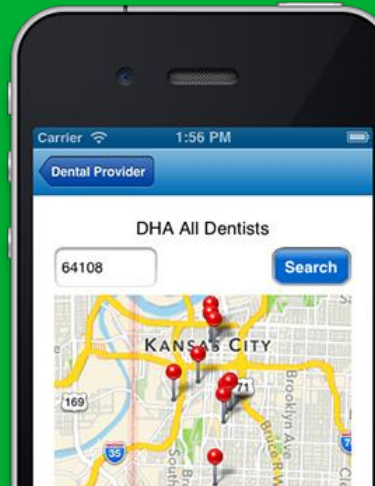 Carrier 1:56 PM
Dental Provider
DHA All Dentists
64108 Search
KANSAS CITY
71
169
35
Brooklyn Ave
Bruce R W
South